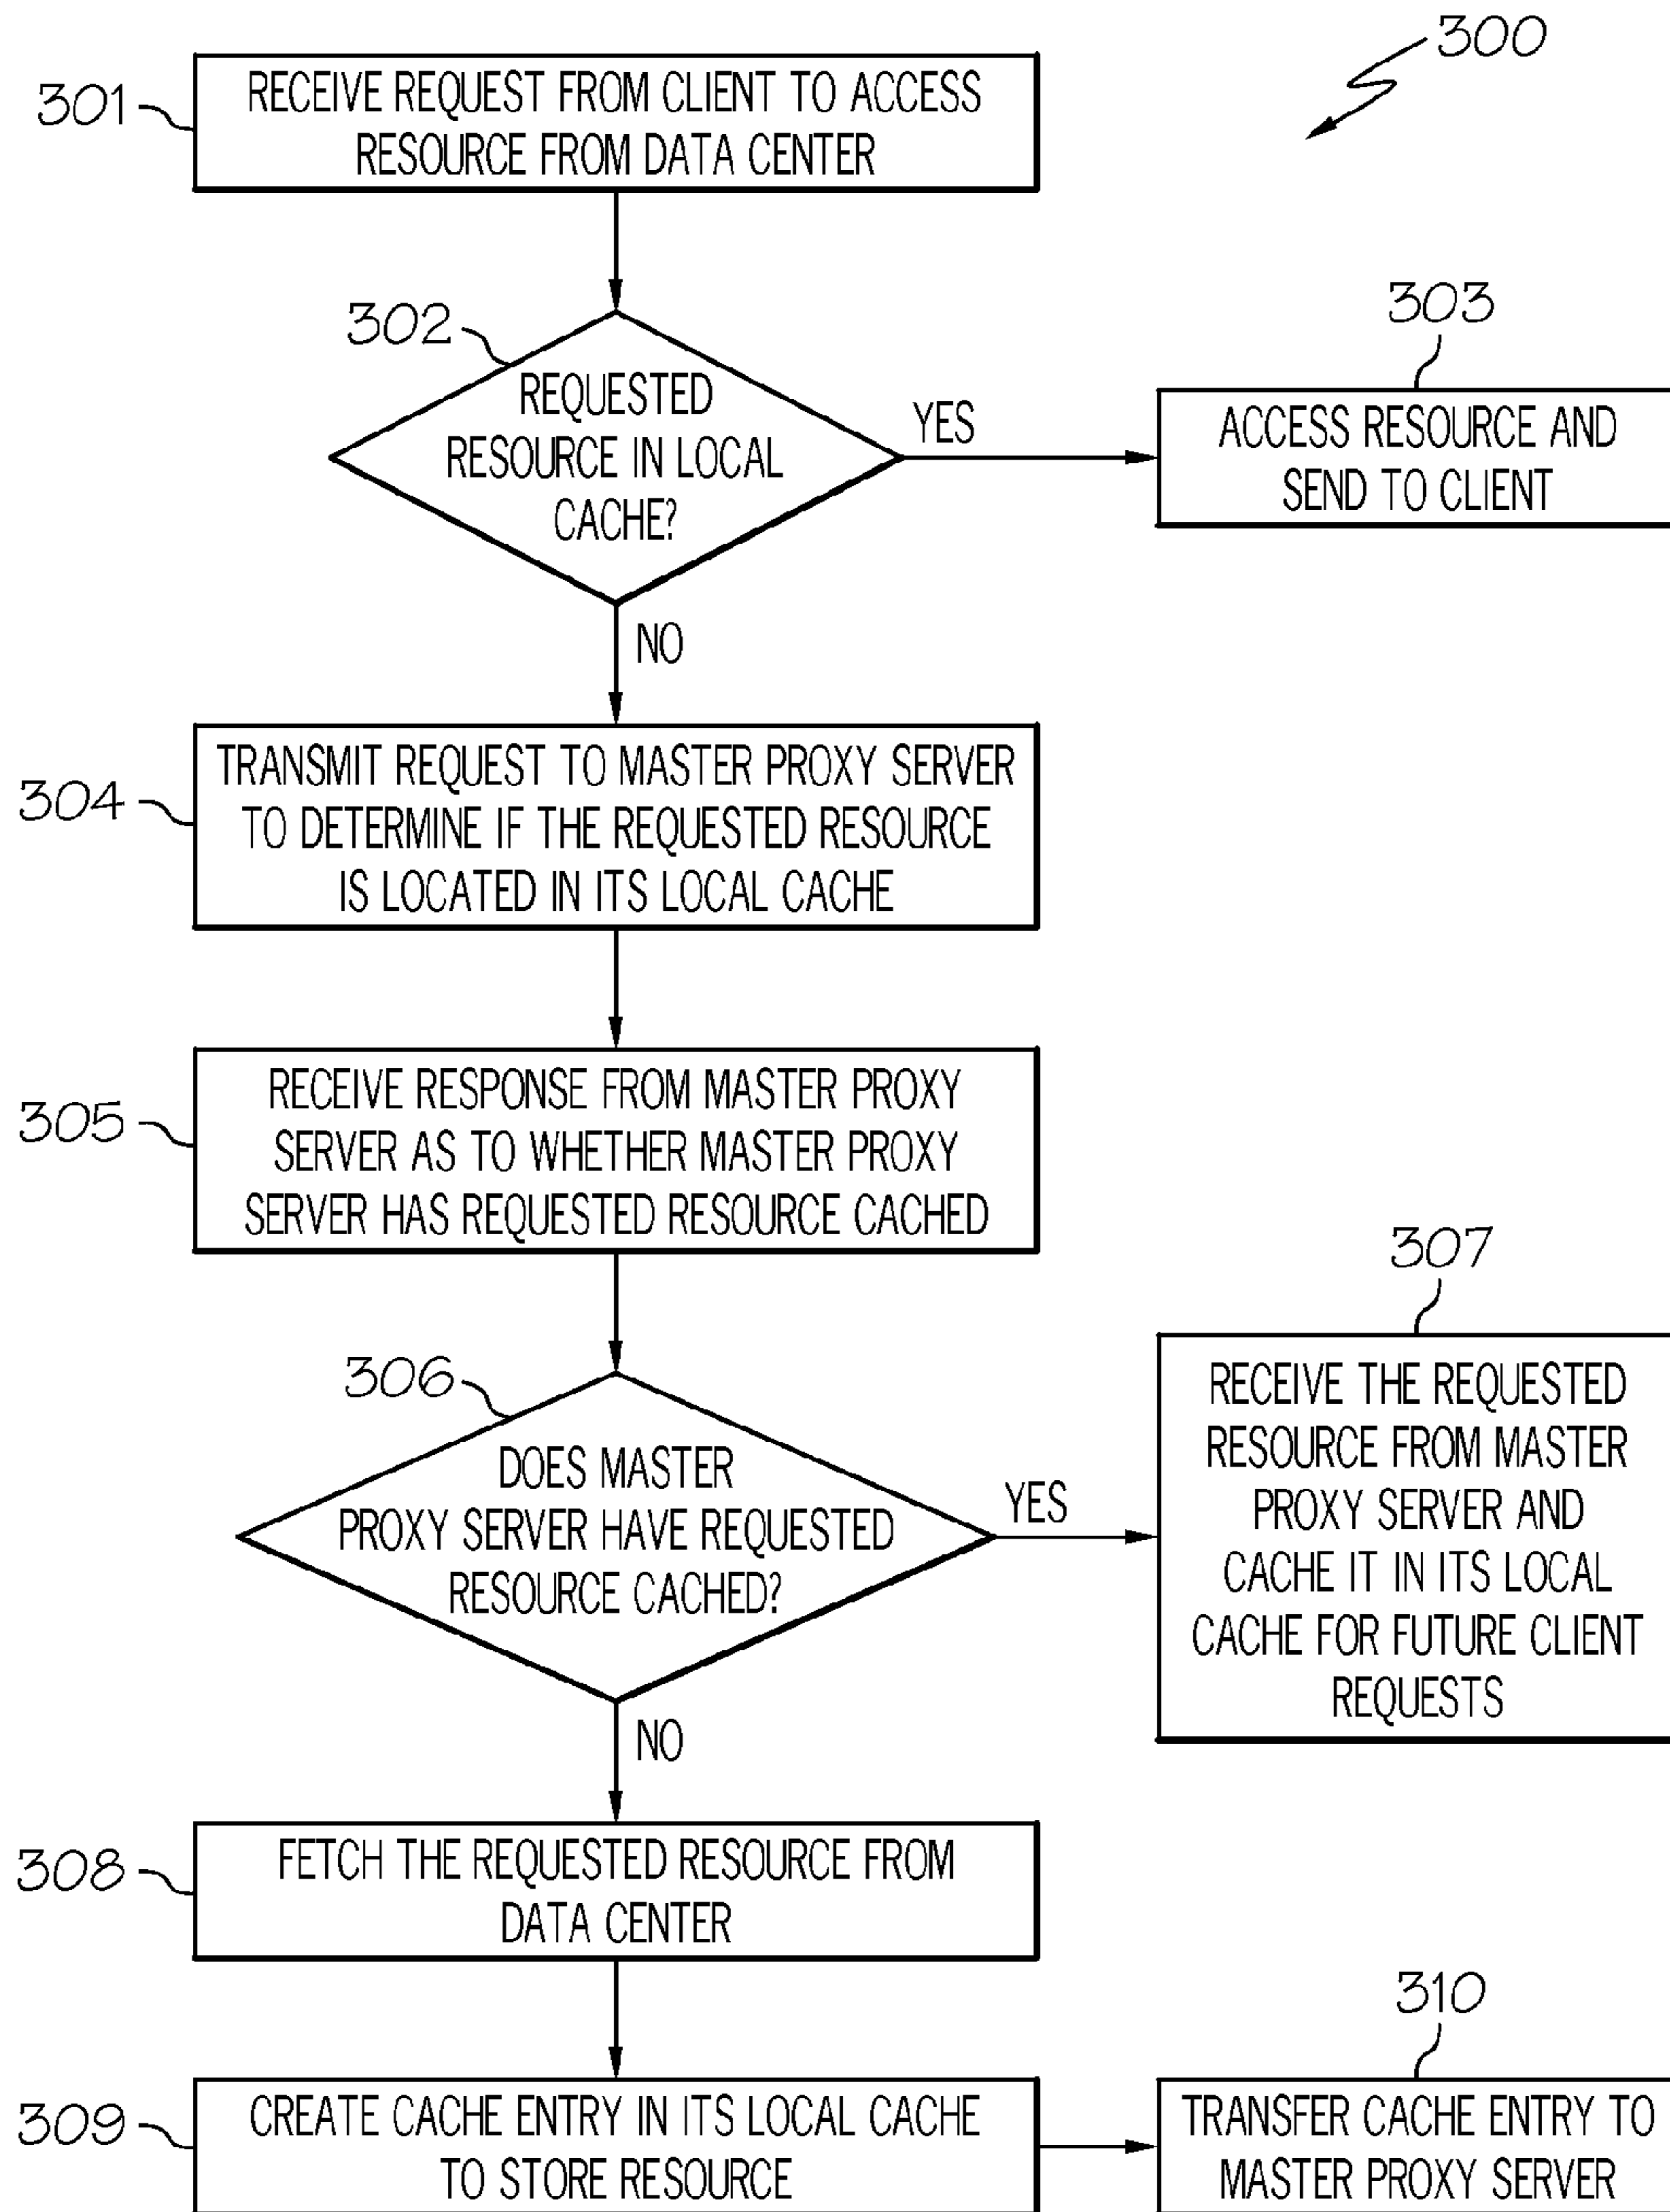 300
301
RECEIVE REQUEST FROM CLIENT TO ACCESS
RESOURCE FROM DATA CENTER
302
REQUESTED
RESOURCE IN LOCAL
CACHE?
YES
303
ACCESS RESOURCE AND
SEND TO CLIENT
NO
304
TRANSMIT REQUEST TO MASTER PROXY SERVER
TO DETERMINE IF THE REQUESTED RESOURCE
IS LOCATED IN ITS LOCAL CACHE
305
RECEIVE RESPONSE FROM MASTER PROXY
SERVER AS TO WHETHER MASTER PROXY
SERVER HAS REQUESTED RESOURCE CACHED
306
DOES MASTER
PROXY SERVER HAVE REQUESTED
RESOURCE CACHED?
YES
307
RECEIVE THE REQUESTED
RESOURCE FROM MASTER
PROXY SERVER AND
CACHE IT IN ITS LOCAL
CACHE FOR FUTURE CLIENT
REQUESTS
NO
308
FETCH THE REQUESTED RESOURCE FROM
DATA CENTER
309
CREATE CACHE ENTRY IN ITS LOCAL CACHE
TO STORE RESOURCE
310
TRANSFER CACHE ENTRY TO
MASTER PROXY SERVER